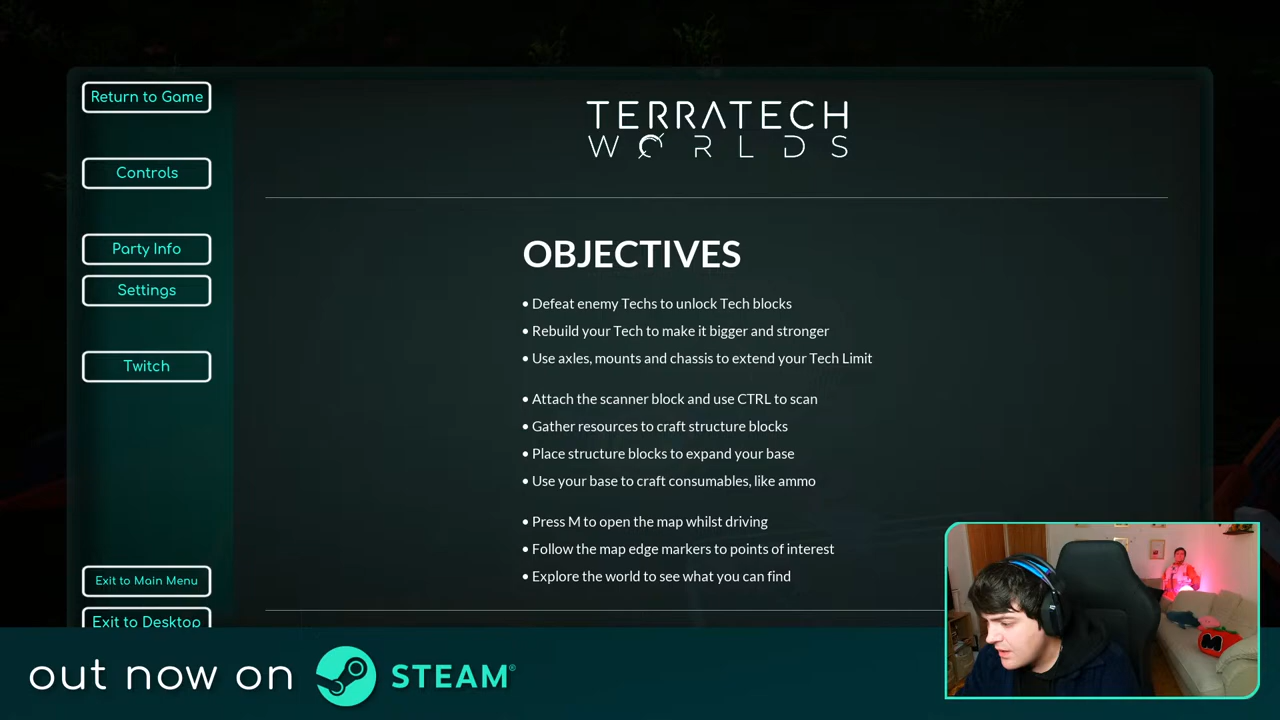 Return to Game
Controls
Party Info
Settings
Twitch
Exit to Main Menu
Exit to Desktop
TERRATECH
WORLDS
OBJECTIVES
• Defeat enemy Techs to unlock Tech blocks
• Rebuild your Tech to make it bigger and stronger
• Use axles, mounts and chassis to extend your Tech Limit
• Attach the scanner block and use CTRL to scan
• Gather resources to craft structure blocks
• Place structure blocks to expand your base
• Use your base to craft consumables, like ammo
• Press M to open the map whilst driving
• Follow the map edge markers to points of interest
• Explore the world to see what you can find
out now on STEAM®